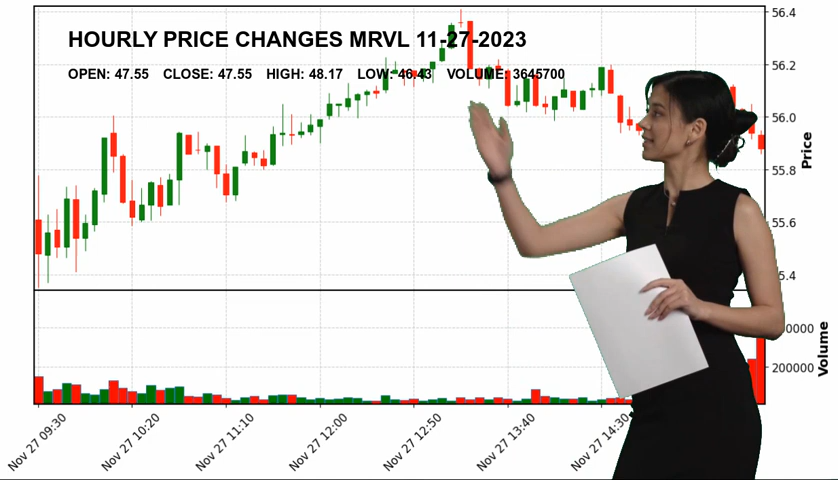 HOURLY PRICE CHANGES MRVL 11-27-2023
OPEN: 47.55 CLOSE: 47.55 HIGH: 48.17 LOW: 46.43 VOLUME: 3645700
56.4
56.2
56.0
55.8
55.6
5.4
Price
0000
200000
Volume
Nov 27 09:30
Nov 27 10:20
Nov 27 11:10
Nov 27 12:00
Nov 27 12:50
Nov 27 13:40
Nov 27 14:30